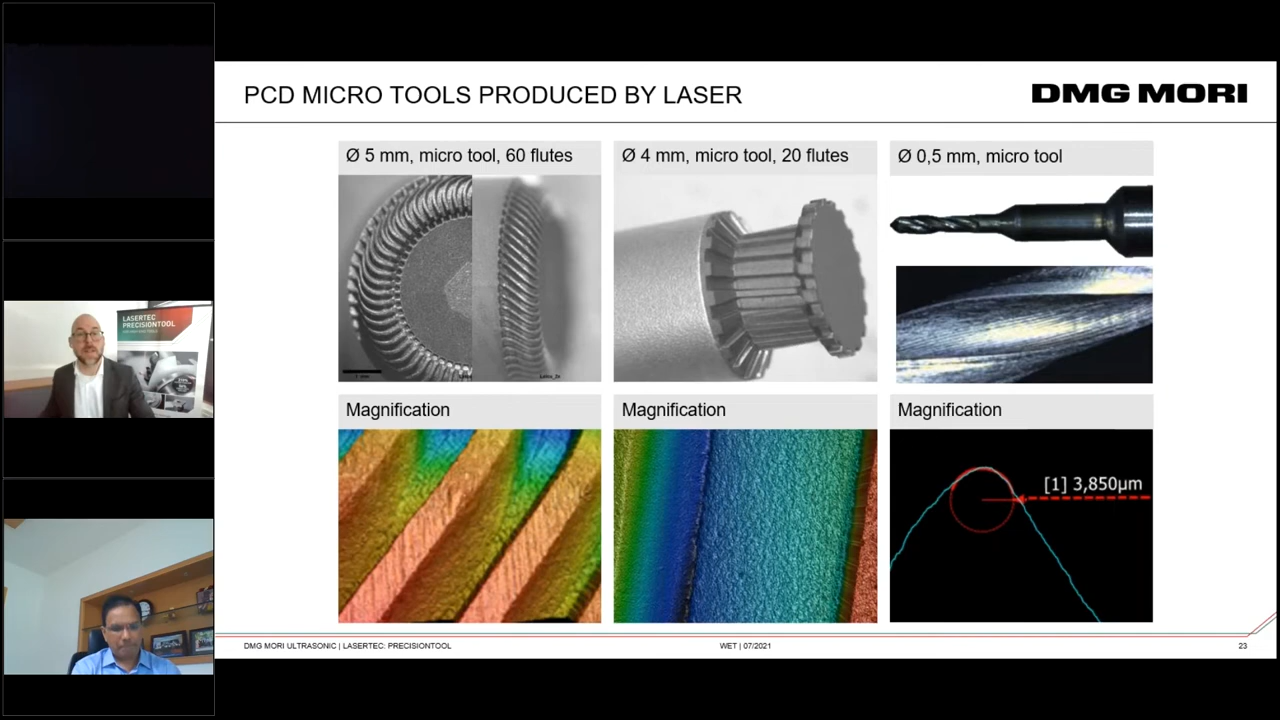 LASERTEC
PRECISIONTOOL
PCD MICRO TOOLS PRODUCED BY LASER
DMG MORI
Ø 5 mm, micro tool, 60 flutes
Ø 4 mm, micro tool, 20 flutes
Ø 0,5 mm, micro tool
Magnification
Magnification
Magnification
[1] 3,850µm
DMG MORI ULTRASONIC | LASERTEC: PRECISIONTOOL
WET | 07/2021
23